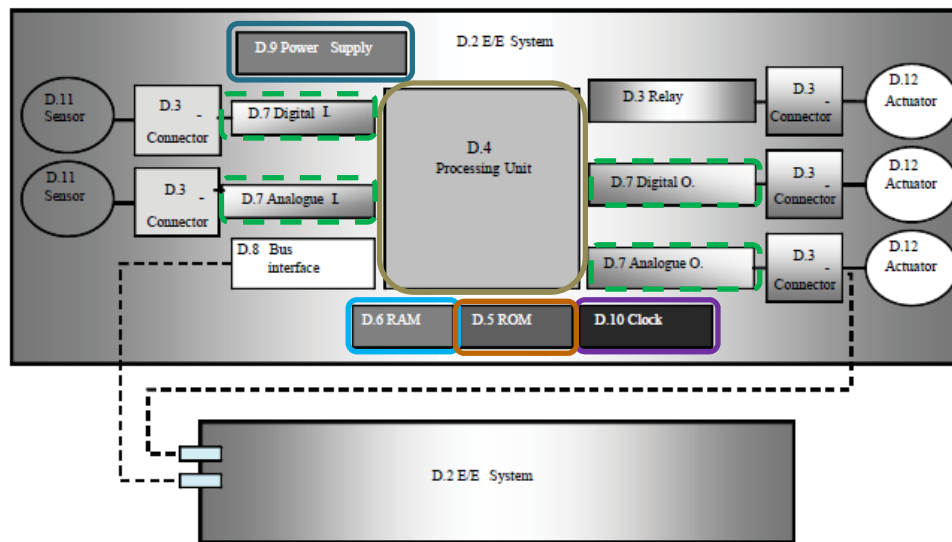 D.9 Power Supply
D.2 E/E System
D.11
Sensor
D.3
-
Connector
D.7 Digital I.
D.4
Processing Unit
D.3 Relay
D.3
-
Connector
D.12
Actuator
D.11
Sensor
D.3
-
Connector
D.7 Analogue I.
D.7 Digital O.
D.3
-
Connector
D.12
Actuator
D.8 Bus
interface
D.7 Analogue O.
D.3
-
Connector
D.12
Actuator
D.6 RAM
D.5 ROM
D.10 Clock
D.2 E/E System